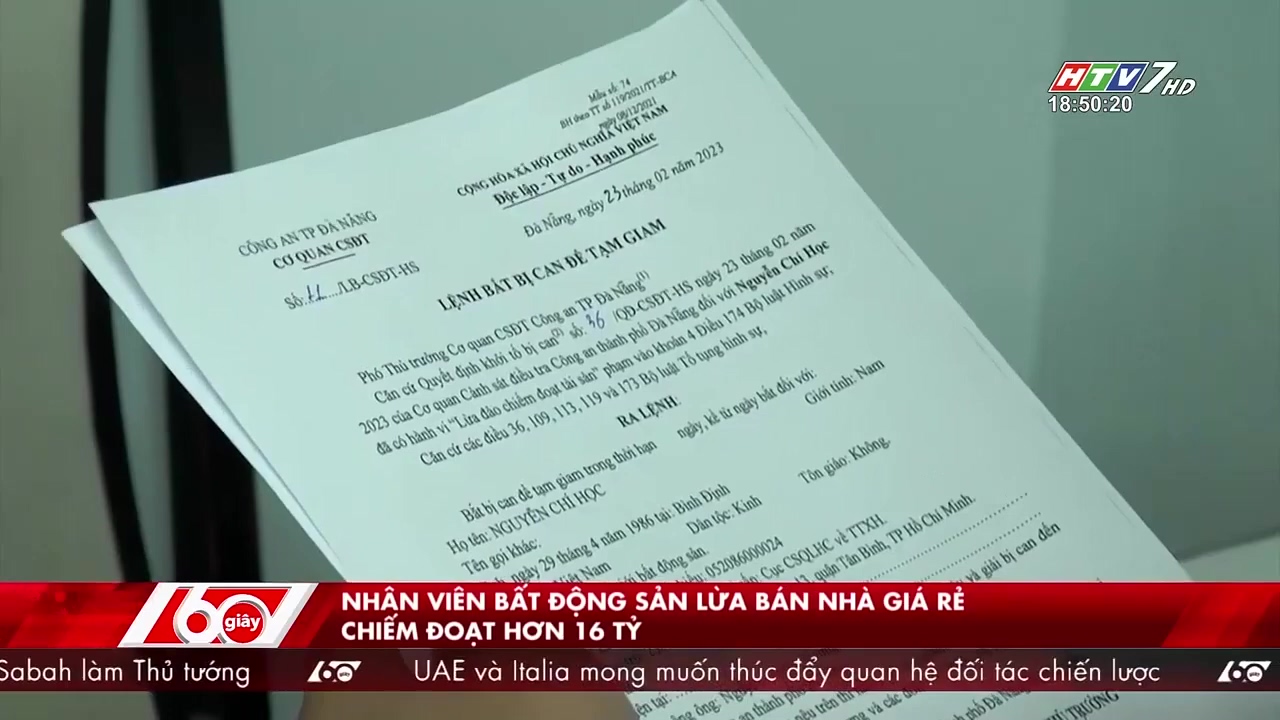 HTV7 HD
18:50:20
Mẫu số: 74
BH theo TT số 119/2021/TT-BCA
ngày 08/12/2021
CỘNG HÒA XÃ HỘI CHỦ NGHĨA VIỆT NAM
Độc lập - Tự do - Hạnh phúc
CÔNG AN TP ĐÀ NẴNG
CƠ QUAN CSĐT
Số: 11 /LB-CSĐT-HS
Đà Nẵng, ngày 23 tháng 02 năm 2023
LỆNH BẮT BỊ CAN ĐỂ TẠM GIAM
Phó Thủ trưởng Cơ quan CSĐT Công an TP Đà Nẵng(1)
Căn cứ Quyết định khởi tố bị can(2) số: 36 /QĐ-CSĐT-HS ngày 23 tháng 02 năm
2023 của Cơ quan Cảnh sát điều tra Công an thành phố Đà Nẵng đối với Nguyễn Chí Học
đã có hành vi “Lừa đảo chiếm đoạt tài sản” phạm vào khoản 4 Điều 174 Bộ luật Hình sự;
Căn cứ các điều 36, 109, 113, 119 và 173 Bộ luật Tố tụng hình sự,
RA LỆNH:
Bắt bị can để tạm giam trong thời hạn ngày, kể từ ngày bắt đối với:
Họ tên: NGUYỄN CHÍ HỌC Giới tính: Nam
Tên gọi khác:
ngày 29 tháng 4 năm 1986 tại: Bình Định
Việt Nam Dân tộc: Kinh Tôn giáo: Không.
giới bất động sản.
052086000024
Cục CSQLHC về TTXH.
13, quận Tân Bình, TP Hồ Chí Minh.
và giải bị can đến
NHÂN VIÊN BẤT ĐỘNG SẢN LỪA BÁN NHÀ GIÁ RẺ
CHIẾM ĐOẠT HƠN 16 TỶ
60 giây
Sabah làm Thủ tướng 60 giây UAE và Italia mong muốn thúc đẩy quan hệ đối tác chiến lược 60 giây